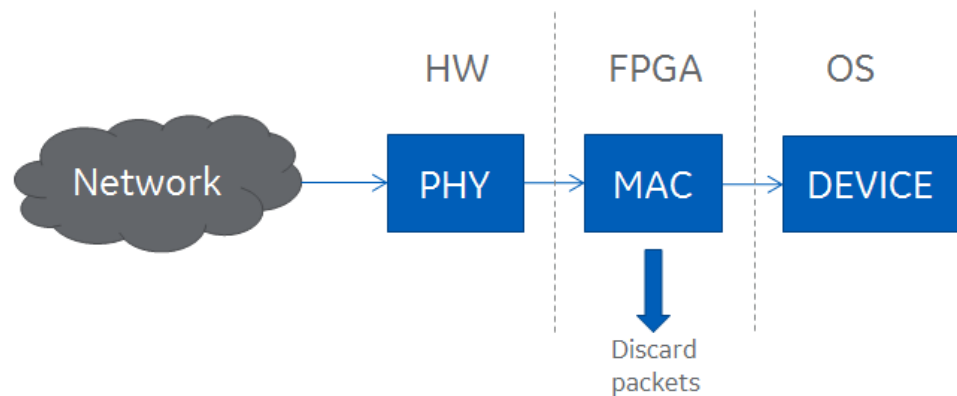 HW
FPGA
OS
Network
PHY
MAC
DEVICE
Discard
packets